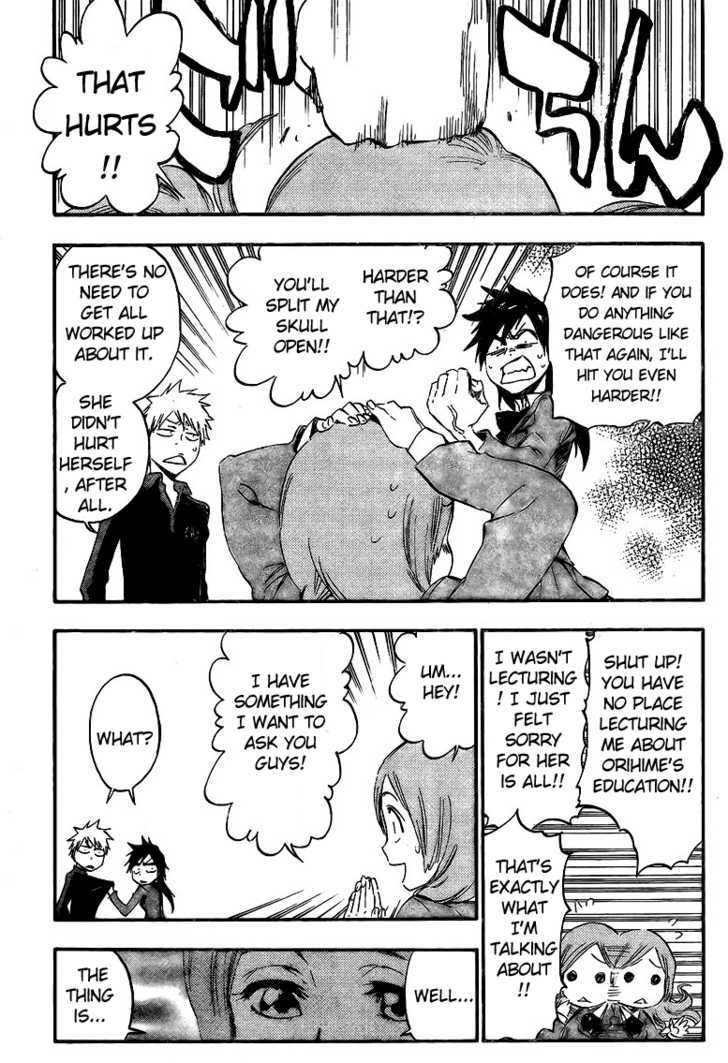 ちん
THAT
HURTS
!!
OF COURSE IT
DOES! AND IF YOU
DO ANYTHING
DANGEROUS LIKE
THAT AGAIN, I'LL
HIT YOU EVEN
HARDER!!
HARDER
THAN
THAT!?
YOU'LL
SPLIT MY
SKULL
OPEN!!
THERE'S NO
NEED TO
GET ALL
WORKED UP
ABOUT IT.
SHE
DIDN'T
HURT
HERSELF
, AFTER
ALL.
SHUT UP!
YOU HAVE
NO PLACE
LECTURING
ME ABOUT
ORIHIME'S
EDUCATION!!
I WASN'T
LECTURING
! I JUST
FELT
SORRY
FOR HER
IS ALL!!
THAT'S
EXACTLY
WHAT
I'M
TALKING
ABOUT
!!
UM...
HEY!
I HAVE
SOMETHING
I WANT TO
ASK YOU
GUYS!
WHAT?
WELL...
THE
THING
IS...